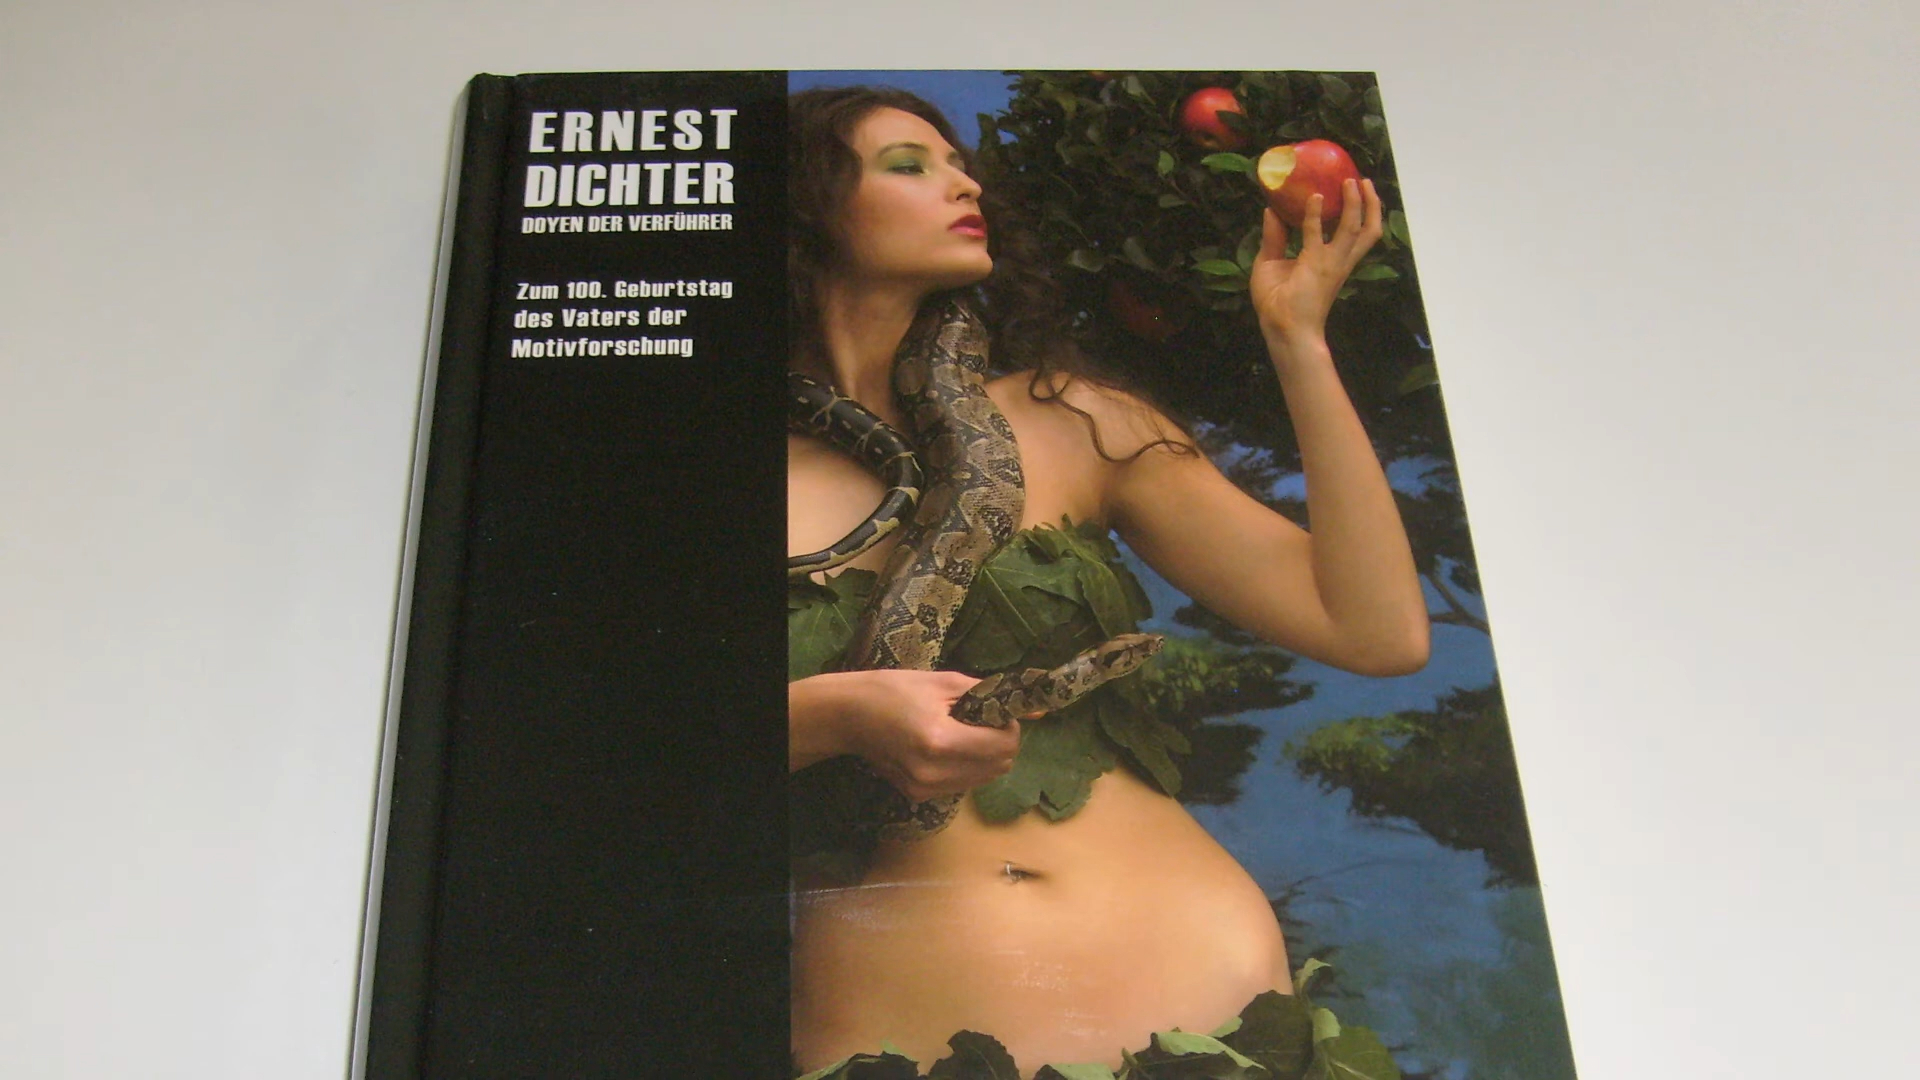 ERNEST
DICHTER
DOYEN DER VERFÜHRER
Zum 100. Geburtstag
des Vaters der
Motivforschung